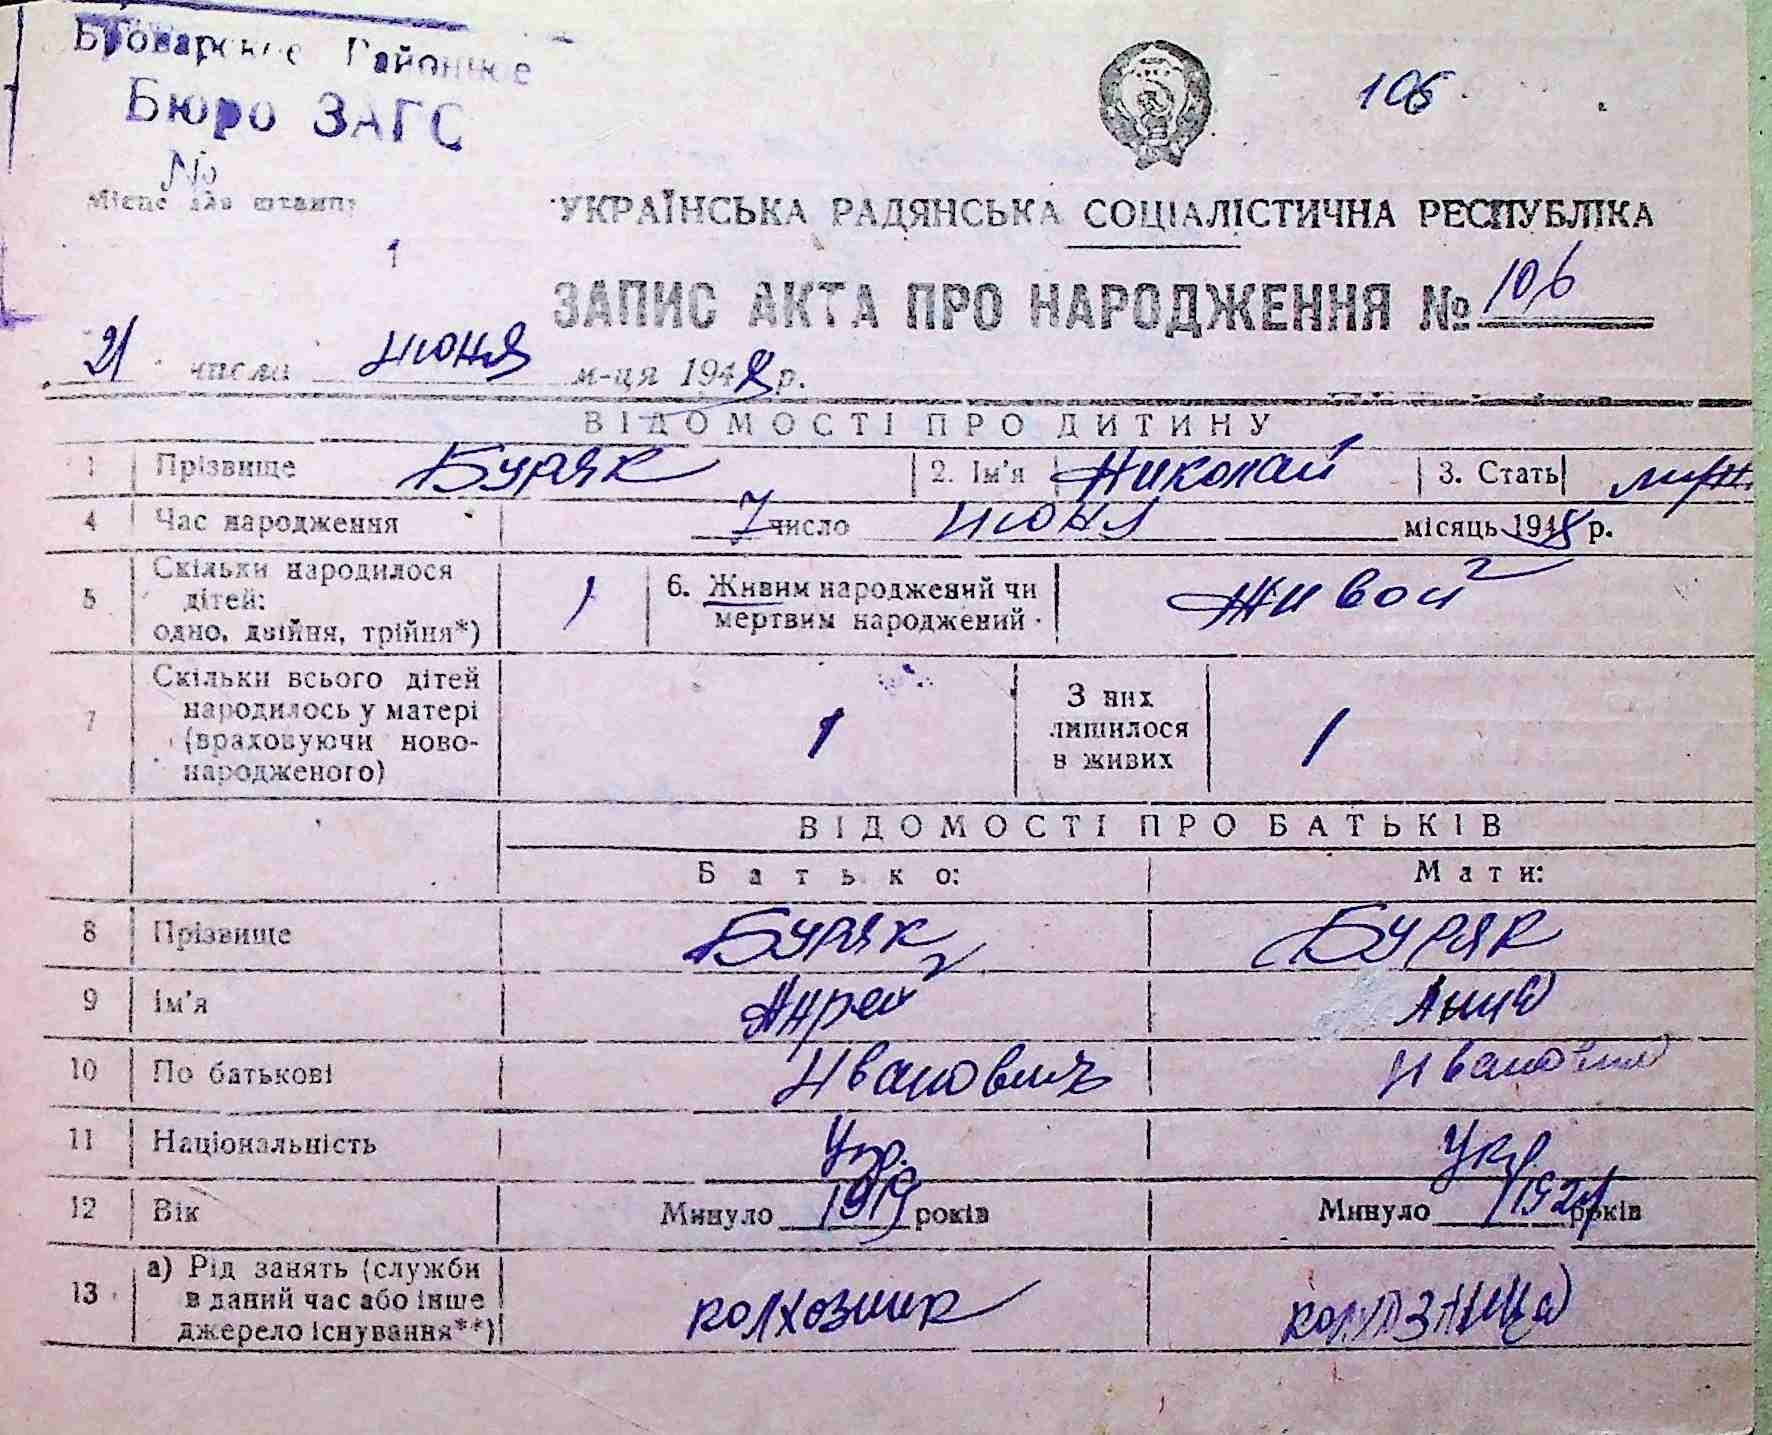 Броварське Районное
Бюро ЗАГС
№
Місце для штампу
106
1
УКРАЇНСЬКА РАДЯНСЬКА СОЦІАЛІСТИЧНА РЕСПУБЛІКА
ЗАПИС АКТА ПРО НАРОДЖЕННЯ № 106
21 числа июня м-ця 1948 р.
ВІДОМОСТІ ПРО ДИТИНУ
1 Прізвище Буряк 2. Ім'я Николай 3. Стать муж.
4 Час народження 7 число июня місяць 1948 р.
5 Скільки народилося
дітей:
одно, двійня, трійня*) 1
6. Живим народжений чи
мертвим народжений живой
7 Скільки всього дітей
народилось у матері
(враховуючи ново-
народженого) 1
З них
лишилося
в живих 1
ВІДОМОСТІ ПРО БАТЬКІВ
Батько: Мати:
8 Прізвище Буряк Буряк
9 Ім'я Андрей Анна
10 По батькові Иванович Ивановна
11 Національність Укр. Укр.
12 Вік Минуло 1919 років Минуло 1921 років
13 а) Рід занять (служби
в даний час або інше
джерело існування**) колхозник колхозница